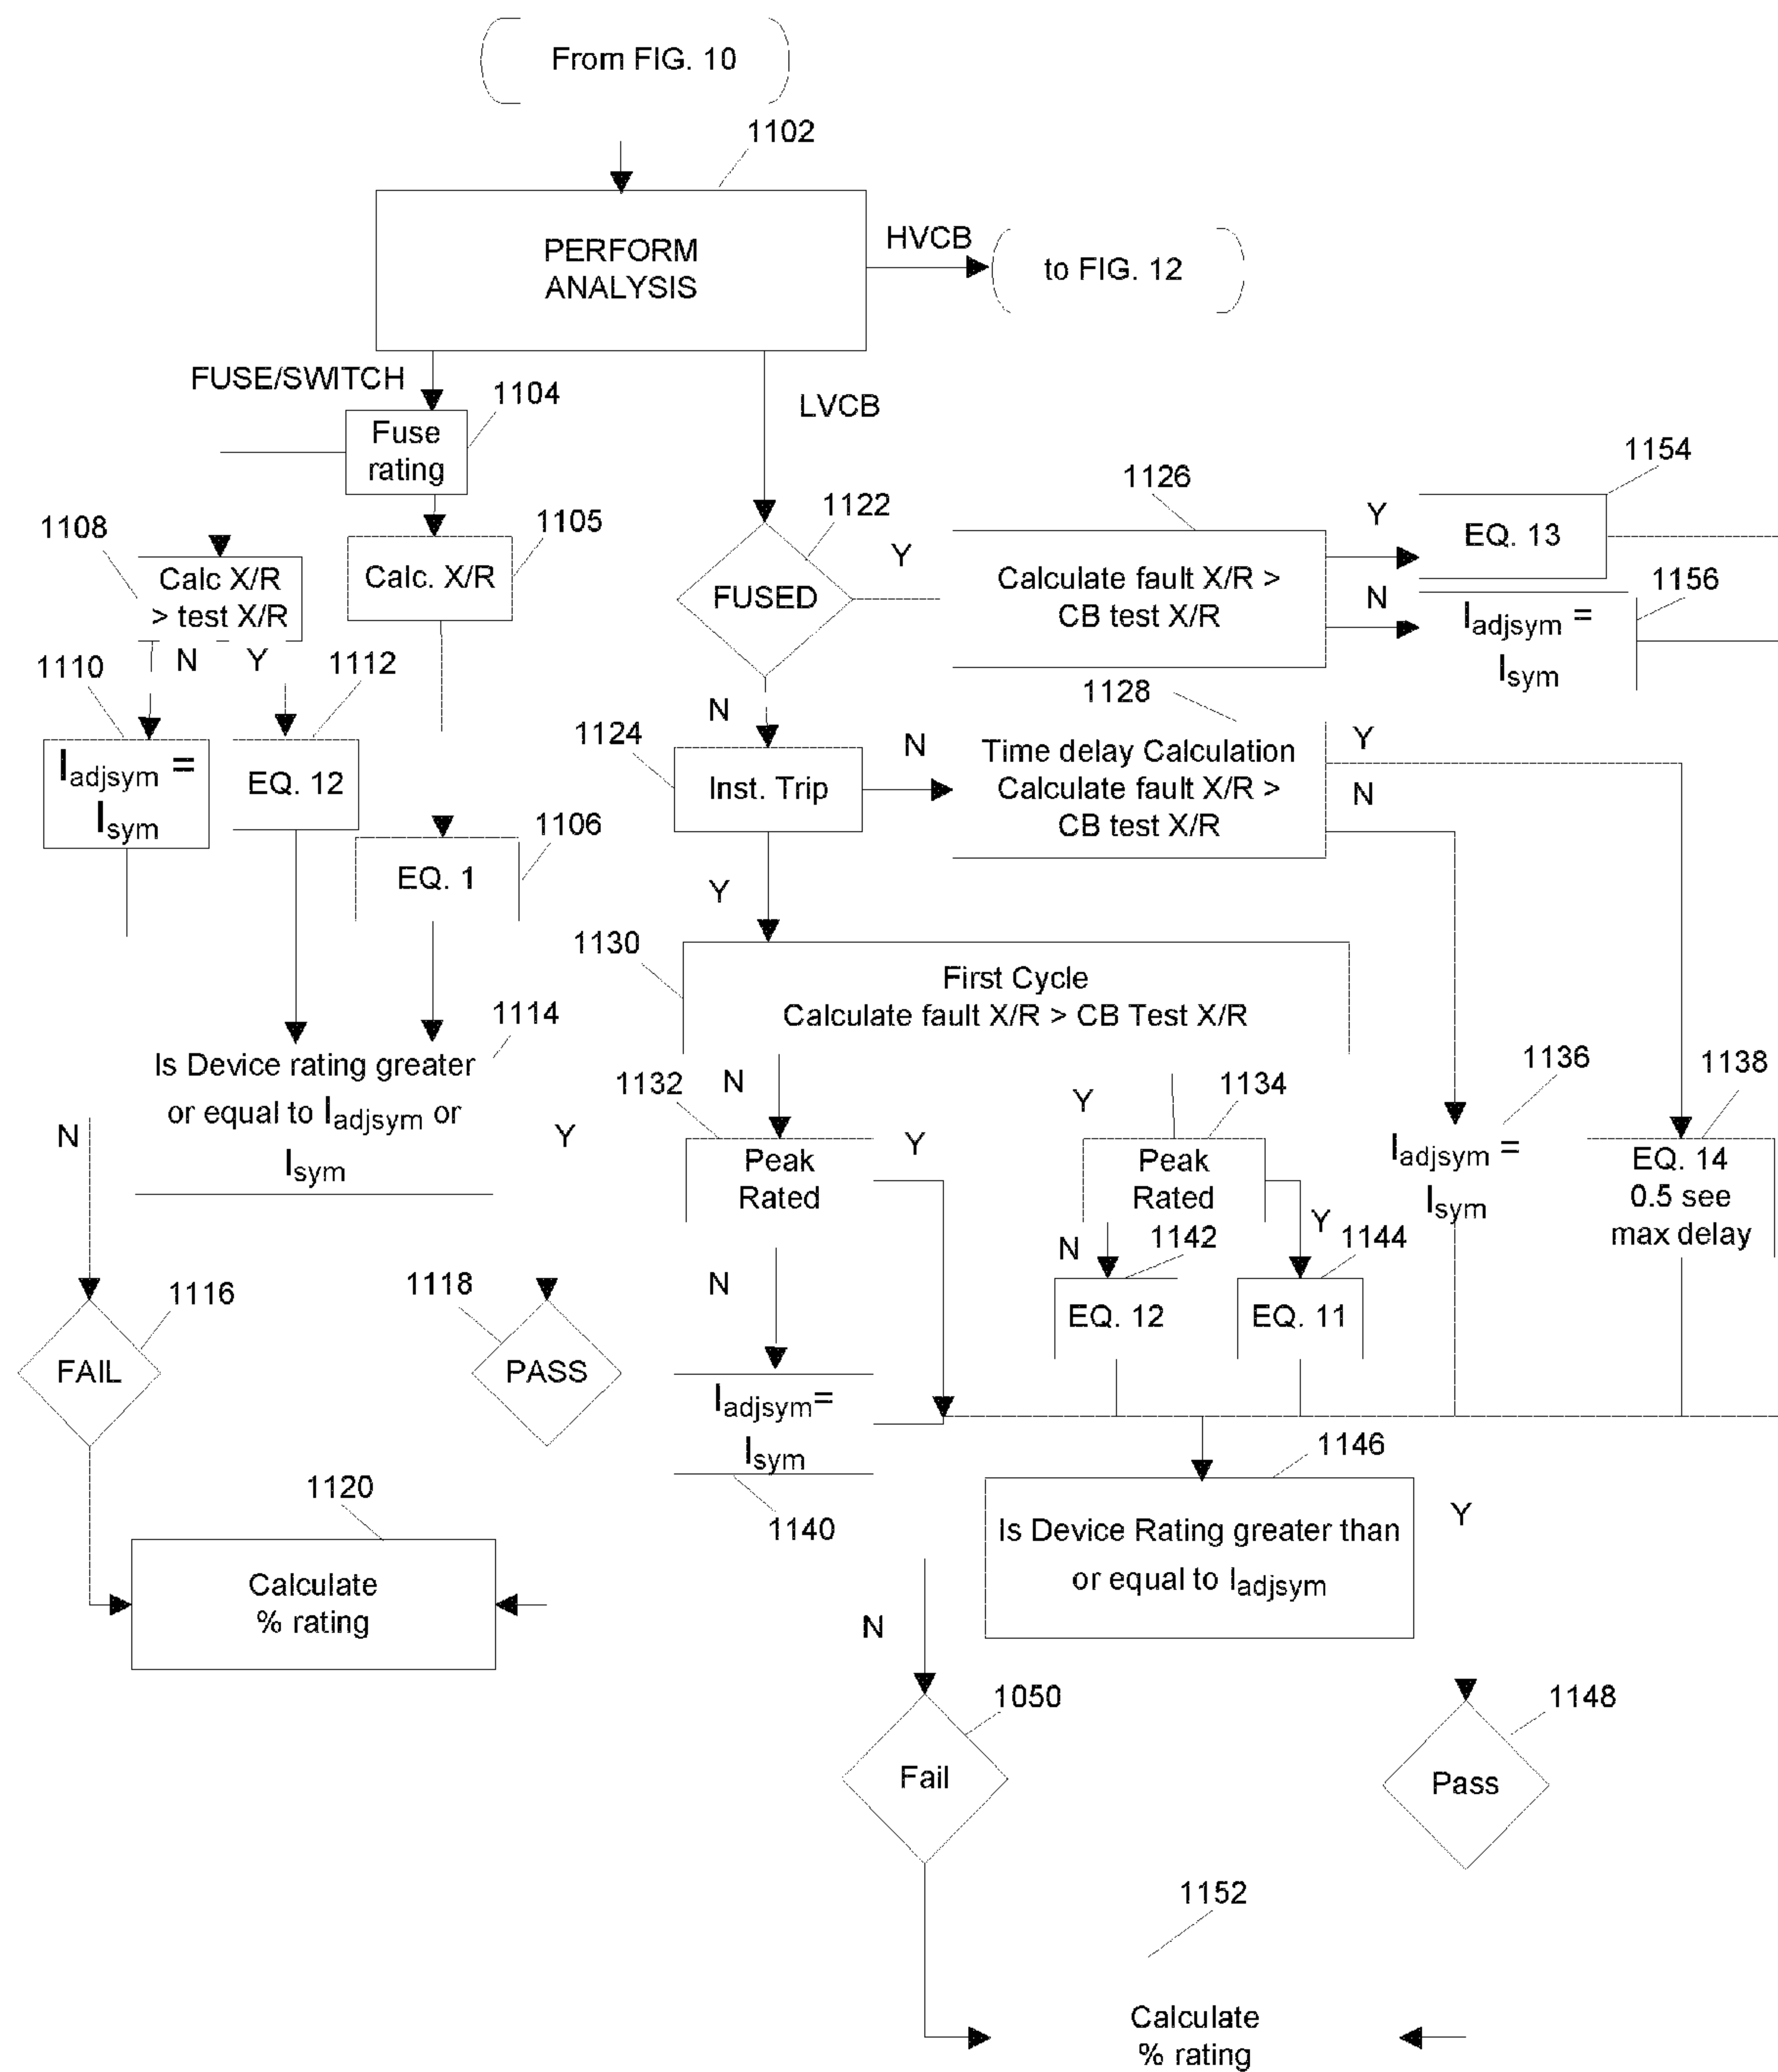 From FIG. 10
1102
PERFORM
ANALYSIS
HVCB
to FIG. 12
FUSE/SWITCH
1104
LVCB
Fuse
rating
1154
1126
1122
1108
1105
Y
EQ. 13
Y
Calc X/R
> test X/R
Calc. X/R
FUSED
Calculate fault X/R >
CB test X/R
N
1156
Iadjsym =
Isym
N
Y
1110
1112
1128
N
1124
N
Y
Iadjsym =
Isym
EQ. 12
Inst. Trip
Time delay Calculation
Calculate fault X/R >
CB test X/R
N
1106
EQ. 1
Y
1130
First Cycle
Calculate fault X/R > CB Test X/R
1114
Is Device rating greater
or equal to Iadjsym or
Isym
N
Y
1132
N
Y
1134
1136
1138
Peak
Rated
Y
Peak
Rated
Iadjsym =
Isym
EQ. 14
0.5 see
max delay
N
1142
Y
1144
N
EQ. 12
EQ. 11
1116
1118
FAIL
PASS
Iadjsym=
Isym
1146
1120
1140
Y
Is Device Rating greater than
or equal to Iadjsym
Calculate
% rating
N
1050
1148
Fail
Pass
1152
Calculate
% rating